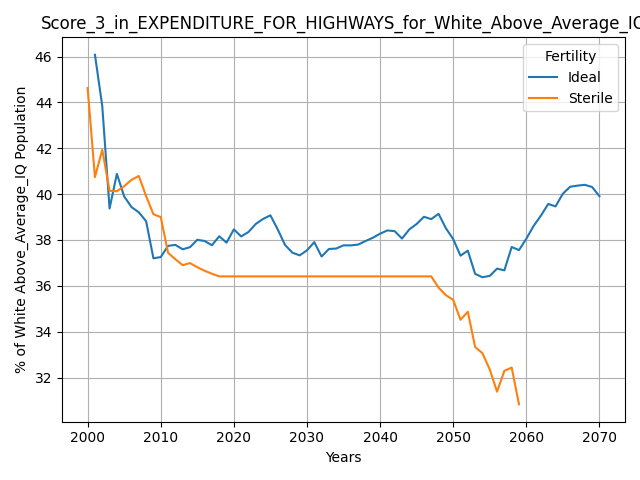 Score_3_in_EXPENDITURE_FOR_HIGHWAYS_for_White_Above_Average_IQ
Fertility
Ideal
Sterile
% of White Above_Average_IQ Population
46
44
42
40
38
36
34
32
2000 2010 2020 2030 2040 2050 2060 2070
Years